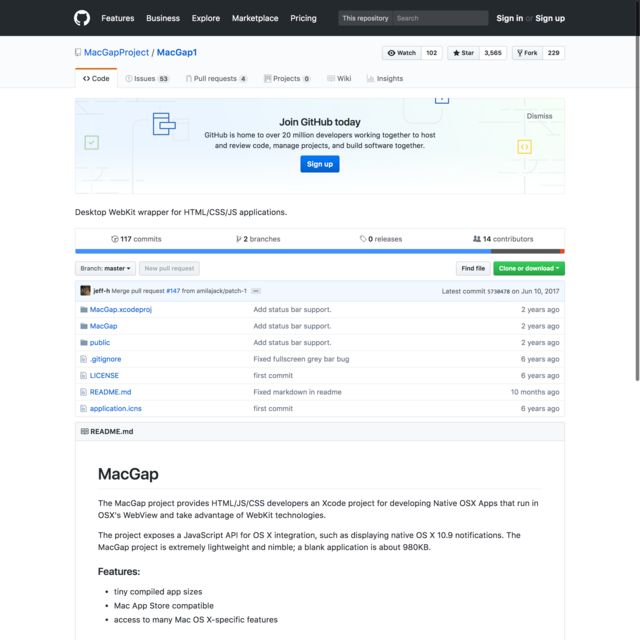 Features Business Explore Marketplace Pricing This repository Search Sign in or Sign up
MacGapProject / MacGap1 Watch 102 Star 3,565 Fork 229
Code Issues 53 Pull requests 4 Projects 0 Wiki Insights
Join GitHub today
Dismiss
GitHub is home to over 20 million developers working together to host
and review code, manage projects, and build software together.
Sign up
Desktop WebKit wrapper for HTML/CSS/JS applications.
117 commits 2 branches 0 releases 14 contributors
Branch: master New pull request Find file Clone or download
jeff-h Merge pull request #147 from amilajack/patch-1 Latest commit 5730478 on Jun 10, 2017
MacGap.xcodeproj Add status bar support. 2 years ago
MacGap Add status bar support. 2 years ago
public Add status bar support. 2 years ago
.gitignore Fixed fullscreen grey bar bug 6 years ago
LICENSE first commit 6 years ago
README.md Fixed markdown in readme 10 months ago
application.icns first commit 6 years ago
README.md
MacGap
The MacGap project provides HTML/JS/CSS developers an Xcode project for developing Native OSX Apps that run in
OSX's WebView and take advantage of WebKit technologies.
The project exposes a JavaScript API for OS X integration, such as displaying native OS X 10.9 notifications. The
MacGap project is extremely lightweight and nimble; a blank application is about 980KB.
Features:
• tiny compiled app sizes
• Mac App Store compatible
• access to many Mac OS X-specific features